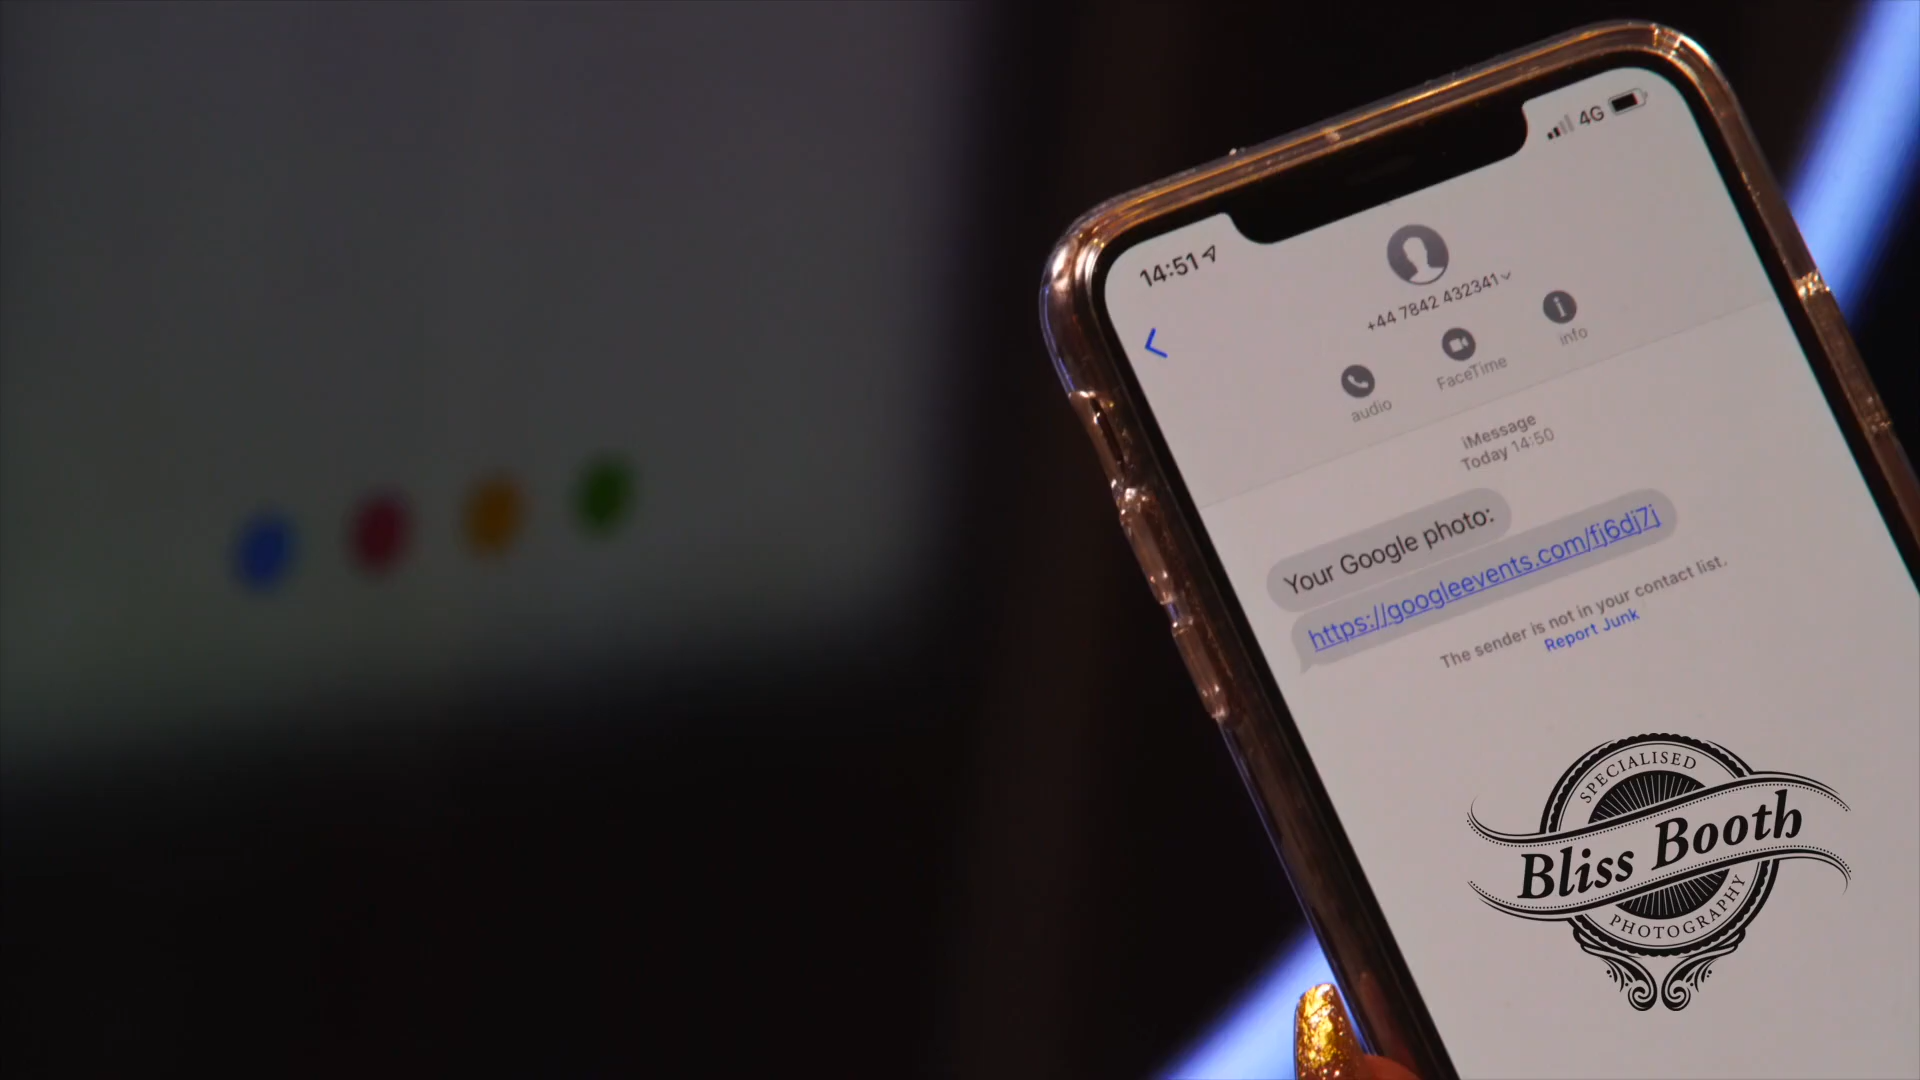 14:51
4G
+44 7842 432341
audio
FaceTime
info
iMessage
Today 14:50
Your Google photo:
https://googleevents.com/fj6dj7j
The sender is not in your contact list.
Report Junk
SPECIALISED
Bliss Booth
PHOTOGRAPHY